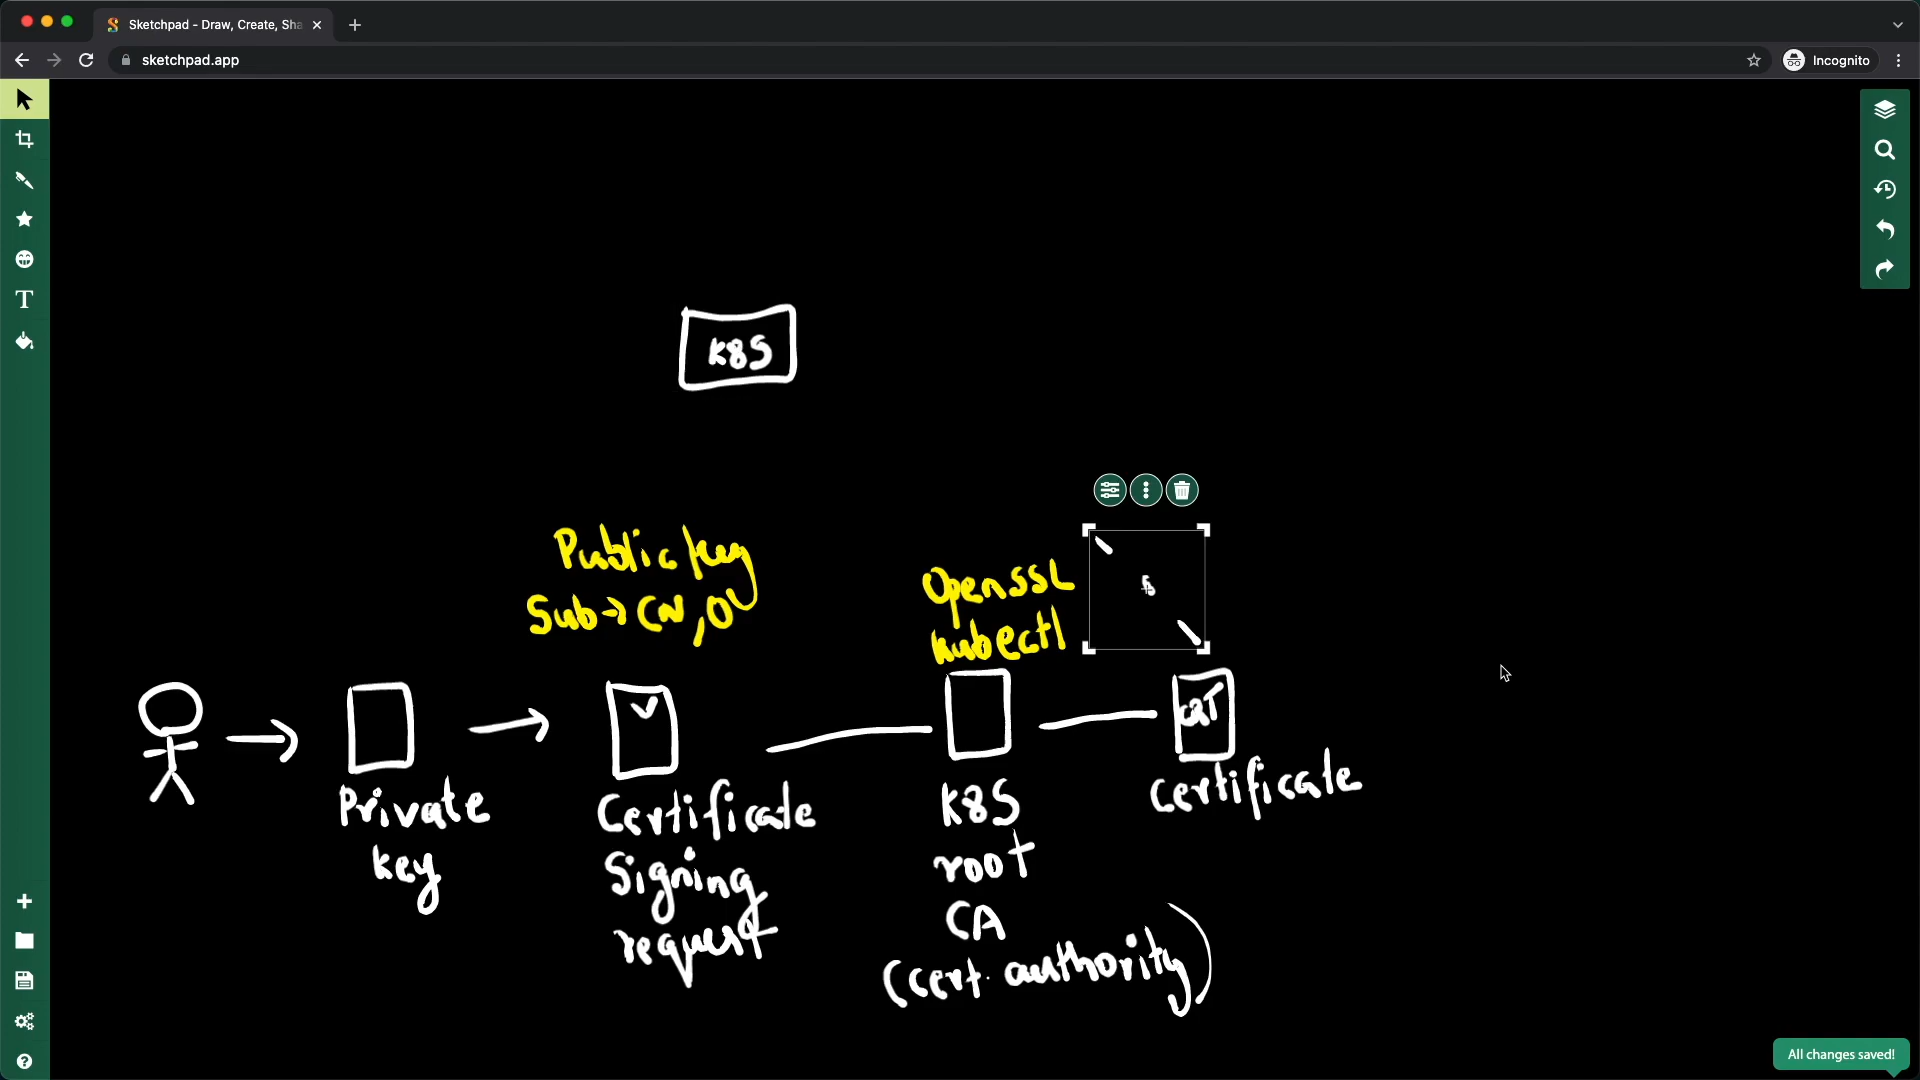 Sketchpad - Draw, Create, Sha
sketchpad.app
Incognito
K8S
Public key
Sub → CN, O
OpenSSL
kubectl
CRT
Private
key
Certificate
Signing
request
K8S
root
CA
(cert. authority)
Certificate
All changes saved!